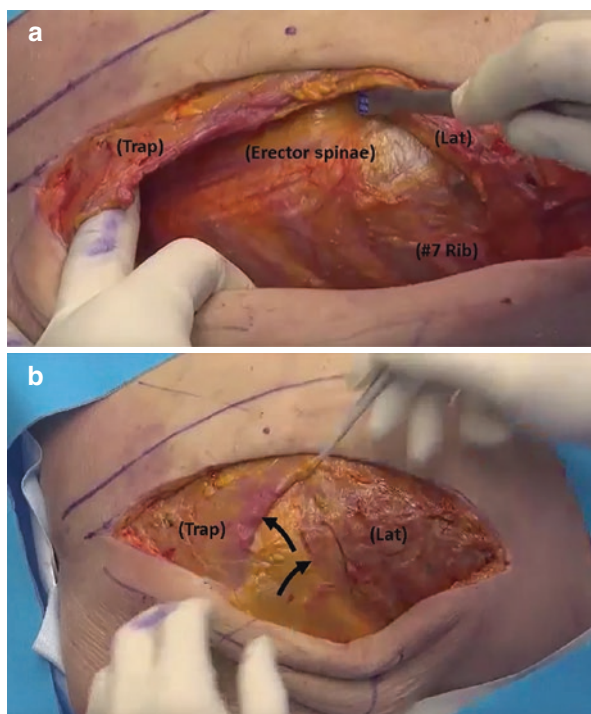 a
(Trap)
(Erector spinae)
(Lat)
(#7 Rib)
b
(Trap)
(Lat)